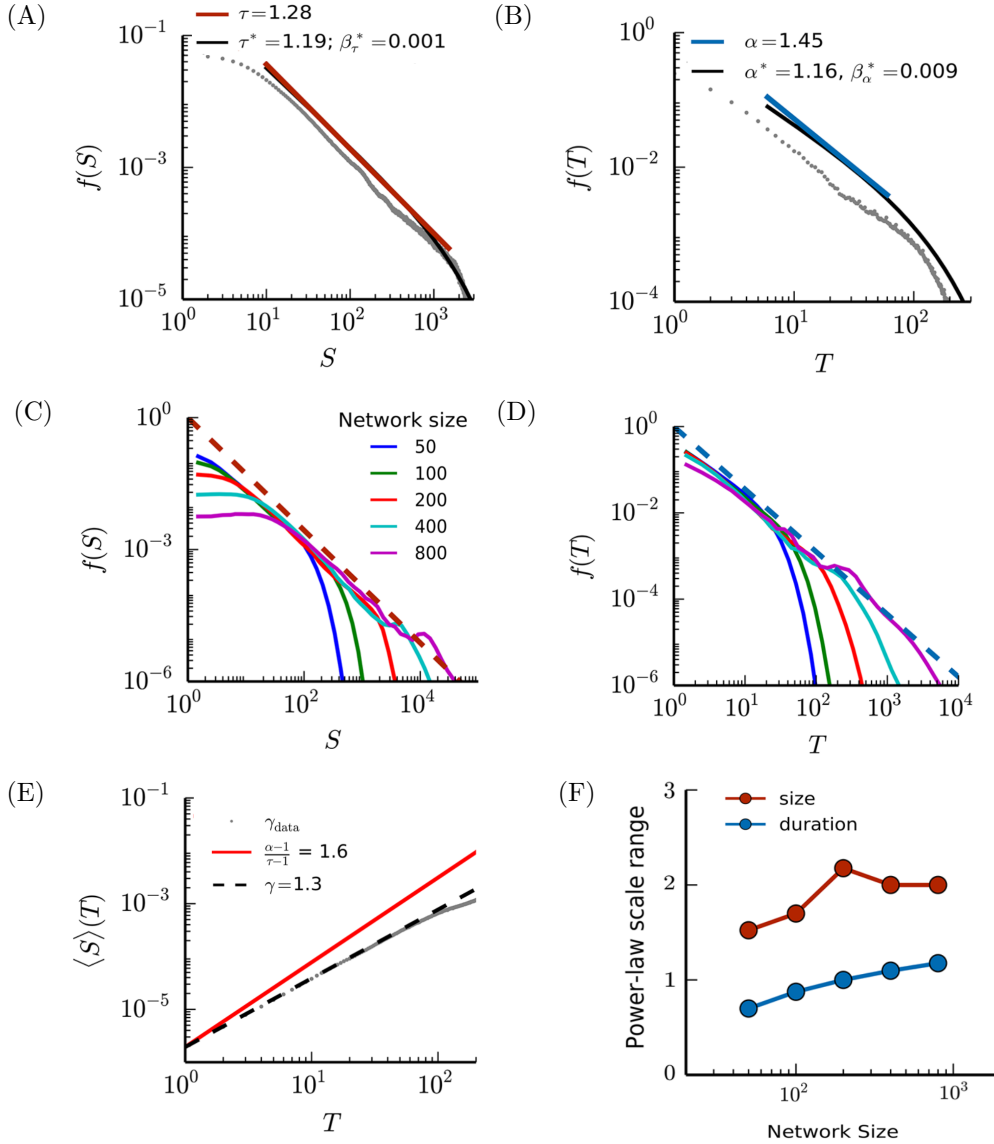 (A)
τ=1.28
τ* =1.19; β*τ =0.001
10⁻¹
10⁻³
10⁻⁵
f(S)
10⁰ 10¹ 10² 10³
S
(B)
α=1.45
α* =1.16, β*α =0.009
10⁰
10⁻²
10⁻⁴
f(T)
10⁰ 10¹ 10²
T
(C)
Network size
50
100
200
400
800
10⁰
10⁻³
10⁻⁶
f(S)
10⁰ 10² 10⁴
S
(D)
10⁰
10⁻²
10⁻⁴
10⁻⁶
f(T)
10⁰ 10¹ 10² 10³ 10⁴
T
(E)
γdata
α−1/τ−1 = 1.6
γ=1.3
10⁻¹
10⁻³
10⁻⁵
⟨S⟩(T)
10⁰ 10¹ 10²
T
(F)
size
duration
3
2
1
0
Power-law scale range
10² 10³
Network Size